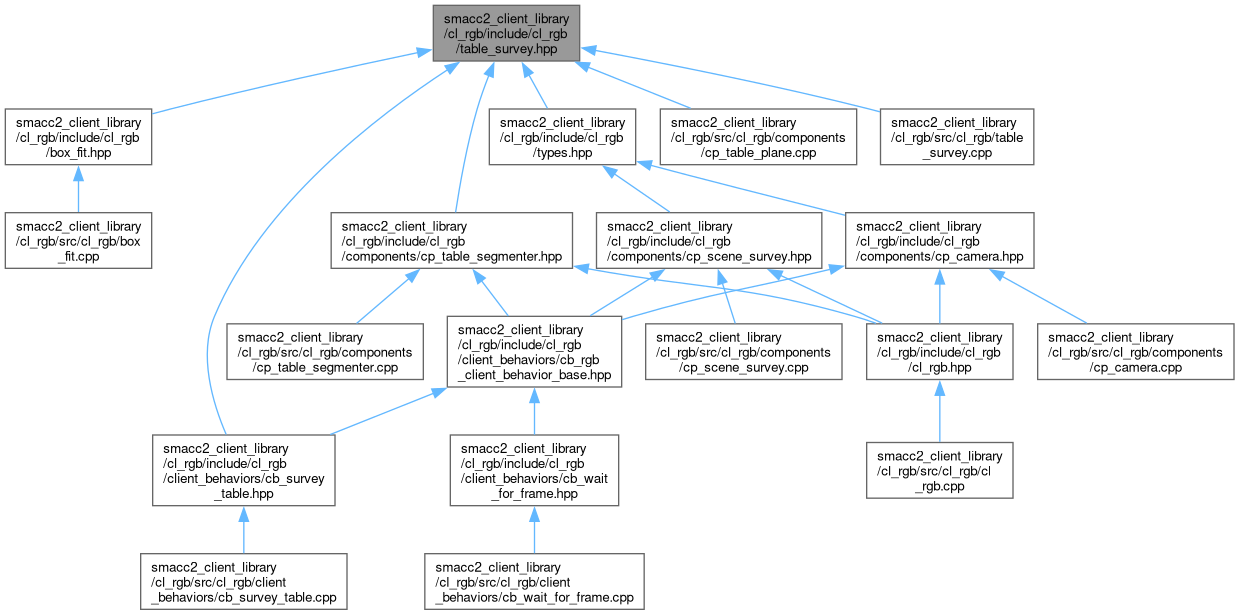 smacc2_client_library
/cl_rgb/include/cl_rgb
/table_survey.hpp
smacc2_client_library
/cl_rgb/include/cl_rgb
/box_fit.hpp
smacc2_client_library
/cl_rgb/include/cl_rgb
/types.hpp
smacc2_client_library
/cl_rgb/src/cl_rgb/components
/cp_table_plane.cpp
smacc2_client_library
/cl_rgb/src/cl_rgb/table
_survey.cpp
smacc2_client_library
/cl_rgb/src/cl_rgb/box
_fit.cpp
smacc2_client_library
/cl_rgb/include/cl_rgb
/components/cp_table_segmenter.hpp
smacc2_client_library
/cl_rgb/include/cl_rgb
/components/cp_scene_survey.hpp
smacc2_client_library
/cl_rgb/include/cl_rgb
/components/cp_camera.hpp
smacc2_client_library
/cl_rgb/src/cl_rgb/components
/cp_table_segmenter.cpp
smacc2_client_library
/cl_rgb/include/cl_rgb
/client_behaviors/cb_rgb
_client_behavior_base.hpp
smacc2_client_library
/cl_rgb/src/cl_rgb/components
/cp_scene_survey.cpp
smacc2_client_library
/cl_rgb/include/cl_rgb
/cl_rgb.hpp
smacc2_client_library
/cl_rgb/src/cl_rgb/components
/cp_camera.cpp
smacc2_client_library
/cl_rgb/include/cl_rgb
/client_behaviors/cb_survey
_table.hpp
smacc2_client_library
/cl_rgb/include/cl_rgb
/client_behaviors/cb_wait
_for_frame.hpp
smacc2_client_library
/cl_rgb/src/cl_rgb/cl
_rgb.cpp
smacc2_client_library
/cl_rgb/src/cl_rgb/client
_behaviors/cb_survey_table.cpp
smacc2_client_library
/cl_rgb/src/cl_rgb/client
_behaviors/cb_wait_for_frame.cpp